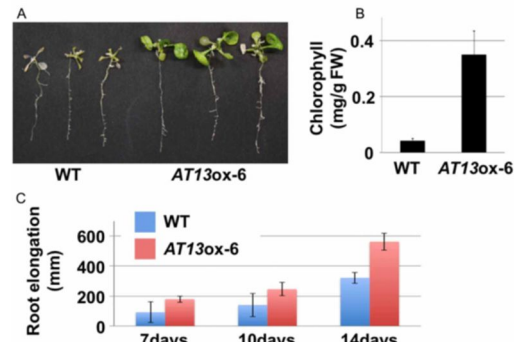 A
WT
AT13ox-6
B
Chlorophyll
(mg/g FW)
0.4
0.2
0
WT
AT13ox-6
C
Root elongation
(mm)
WT
AT13ox-6
600
400
200
0
7days
10days
14days